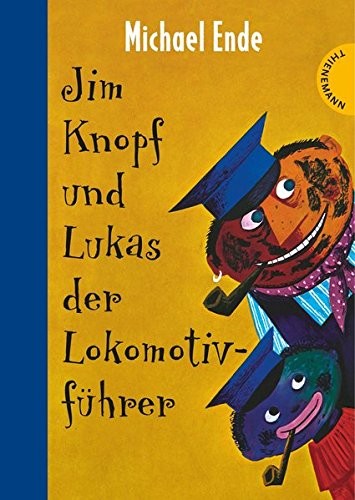 Michael Ende
THIENEMANN
Jim
Knopf
und
Lukas
der
Lokomotiv-
führer